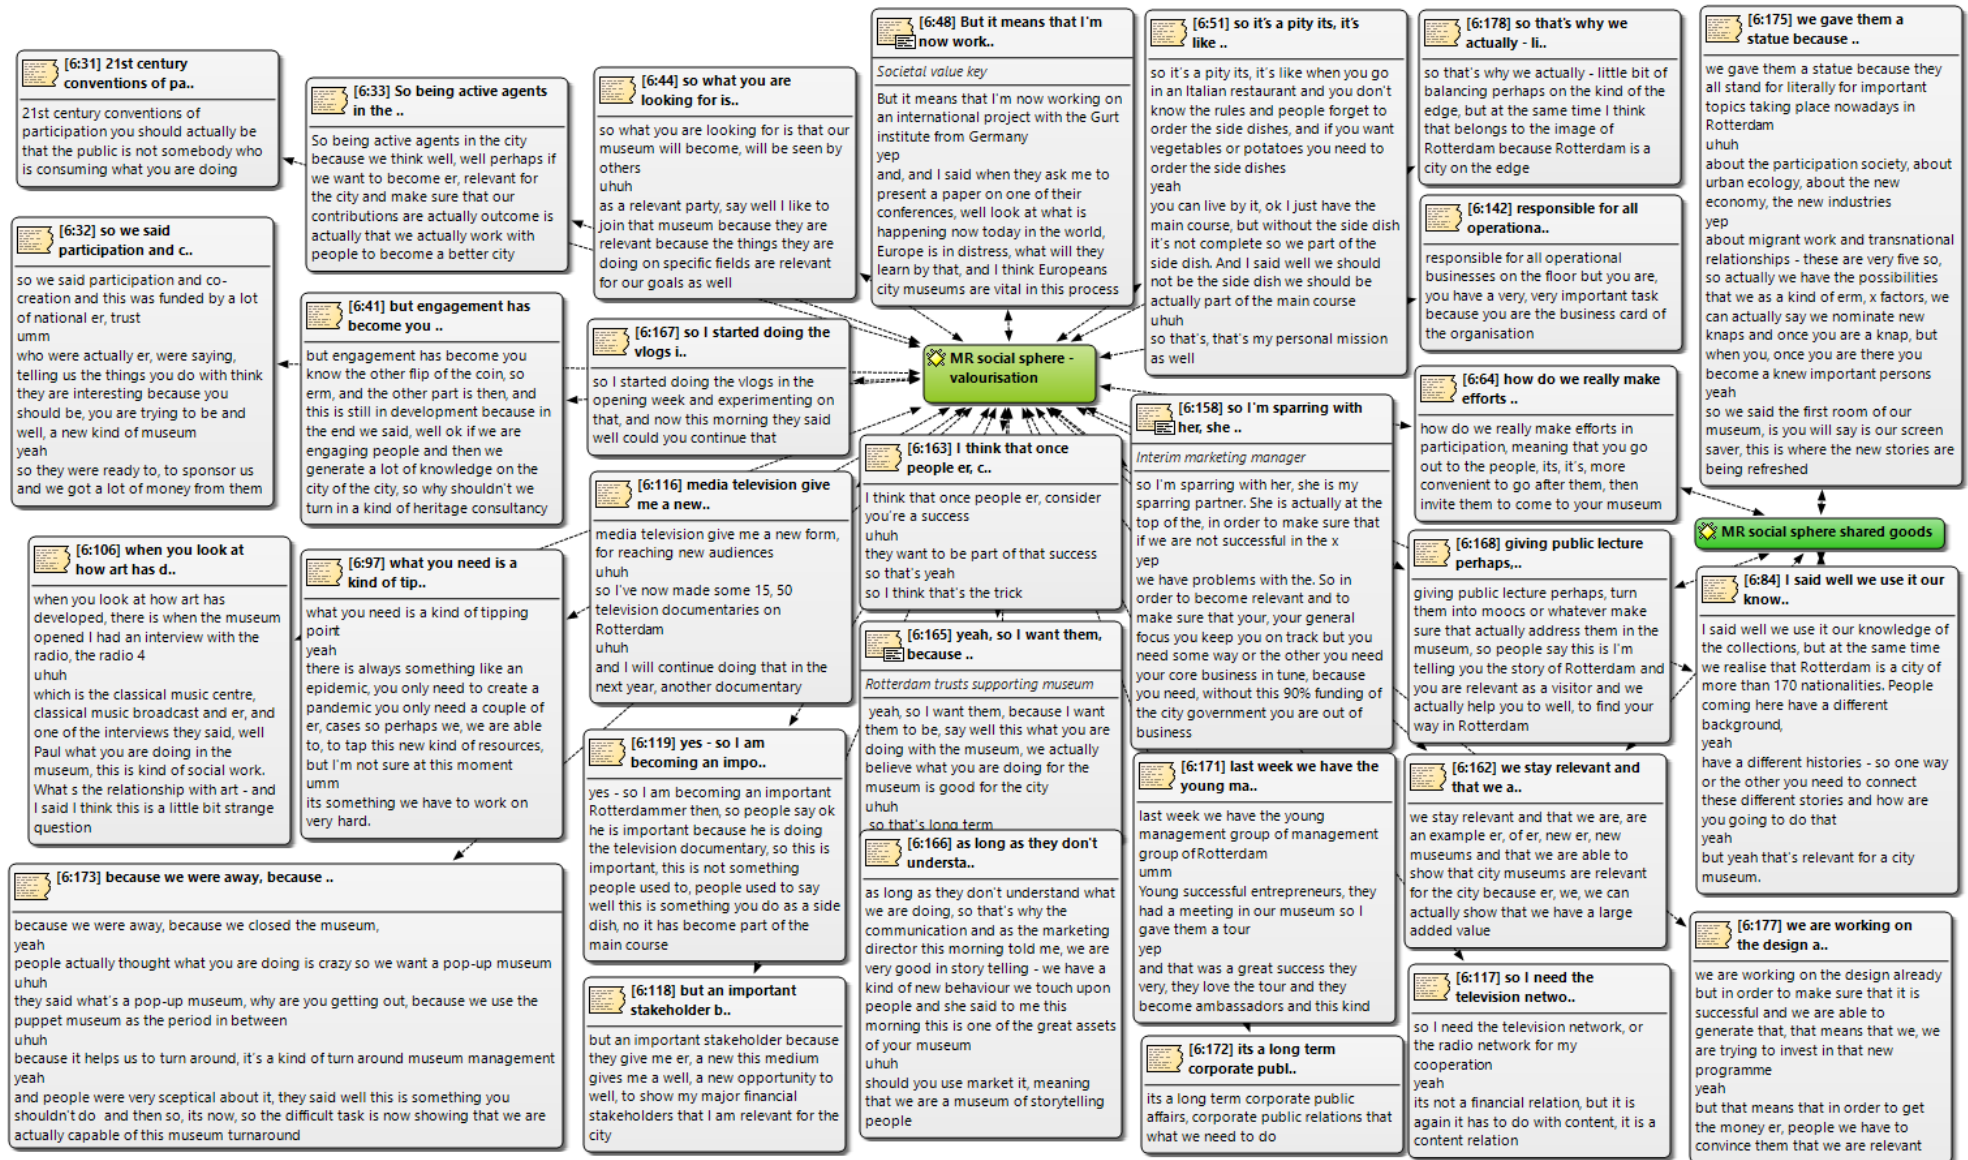 [6:31] 21st century
conventions of pa..
21st century conventions of
participation you should actually be
that the public is not somebody who
is consuming what you are doing
[6:33] So being active agents
in the ..
So being active agents in the city
because we think well, well perhaps if
we want to become er, relevant for
the city and make sure that our
contributions are actually outcome is
actually that we actually work with
people to become a better city
[6:44] so what you are
looking for is..
so what you are looking for is that our
museum will become, will be seen by
others
uhuh
as a relevant party, say well I like to
join that museum because they are
relevant because the things they are
doing on specific fields are relevant
for our goals as well
[6:48] But it means that I'm
now work..
Societal value key
But it means that I'm now working on
an international project with the Gurt
institute from Germany
yep
and, and I said when they ask me to
present a paper on one of their
conferences, well look at what is
happening now today in the world,
Europe is in distress, what will they
learn by that, and I think Europeans
city museums are vital in this process
[6:51] so it's a pity its, it's
like ..
so it's a pity its, it's like when you go
in an Italian restaurant and you don't
know the rules and people forget to
order the side dishes, and if you want
vegetables or potatoes you need to
order the side dishes
yeah
you can live by it, ok I just have the
main course, but without the side dish
it's not complete so we part of the
side dish. And I said well we should
not be the side dish we should be
actually part of the main course
uhuh
so that's, that's my personal mission
as well
[6:178] so that's why we
actually - li..
so that's why we actually - little bit of
balancing perhaps on the kind of the
edge, but at the same time I think
that belongs to the image of
Rotterdam because Rotterdam is a
city on the edge
[6:175] we gave them a
statue because ..
we gave them a statue because they
all stand for literally for important
topics taking place nowadays in
Rotterdam
uhuh
about the participation society, about
urban ecology, about the new
economy, the new industries
yep
about migrant work and transnational
relationships - these are very five so,
so actually we have the possibilities
that we as a kind of erm, x factors, we
can actually say we nominate new
knaps and once you are a knap, but
when you, once you are there you
become a knew important persons
yeah
so we said the first room of our
museum, is you will say is our screen
saver, this is where the new stories are
being refreshed
[6:32] so we said
participation and c..
so we said participation and co-
creation and this was funded by a lot
of national er, trust
umm
who were actually er, were saying,
telling us the things you do with think
they are interesting because you
should be, you are trying to be and
well, a new kind of museum
yeah
so they were ready to, to sponsor us
and we got a lot of money from them
[6:41] but engagement has
become you ..
but engagement has become you
know the other flip of the coin, so
erm, and the other part is then, and
this is still in development because in
the end we said, well ok if we are
engaging people and then we
generate a lot of knowledge on the
city of the city, so why shouldn't we
turn in a kind of heritage consultancy
[6:167] so I started doing the
vlogs i..
so I started doing the vlogs in the
opening week and experimenting on
that, and now this morning they said
well could you continue that
MR social sphere -
valourisation
[6:142] responsible for all
operationa..
responsible for all operational
businesses on the floor but you are,
you have a very, very important task
because you are the business card of
the organisation
[6:64] how do we really make
efforts ..
how do we really make efforts in
participation, meaning that you go
out to the people, its, it's, more
convenient to go after them, then
invite them to come to your museum
MR social sphere shared goods
[6:158] so I'm sparring with
her, she ..
Interim marketing manager
so I'm sparring with her, she is my
sparring partner. She is actually at the
top of the, in order to make sure that
if we are not successful in the x
yep
we have problems with the. So in
order to become relevant and to
make sure that your, your general
focus you keep you on track but you
need some way or the other you need
your core business in tune, because
you need, without this 90% funding of
the city government you are out of
business
[6:163] I think that once
people er, c..
I think that once people er, consider
you're a success
uhuh
they want to be part of that success
so that's yeah
so I think that's the trick
[6:116] media television give
me a new..
media television give me a new form,
for reaching new audiences
uhuh
so I've now made some 15, 50
television documentaries on
Rotterdam
uhuh
and I will continue doing that in the
next year, another documentary
[6:106] when you look at
how art has d..
when you look at how art has
developed, there is when the museum
opened I had an interview with the
radio, the radio 4
uhuh
which is the classical music centre,
classical music broadcast and er, and
one of the interviews they said, well
Paul what you are doing in the
museum, this is kind of social work.
What s the relationship with art - and
I said I think this is a little bit strange
question
[6:97] what you need is a
kind of tip..
what you need is a kind of tipping
point
yeah
there is always something like an
epidemic, you only need to create a
pandemic you only need a couple of
er, cases so perhaps we, we are able
to, to tap this new kind of resources,
but I'm not sure at this moment
umm
its something we have to work on
very hard.
[6:165] yeah, so I want them,
because ..
Rotterdam trusts supporting museum
yeah, so I want them, because I want
them to be, say well this what you are
doing with the museum, we actually
believe what you are doing for the
museum is good for the city
uhuh
so that's long term
[6:168] giving public lecture
perhaps,..
giving public lecture perhaps, turn
them into moocs or whatever make
sure that actually address them in the
museum, so people say this is I'm
telling you the story of Rotterdam and
you are relevant as a visitor and we
actually help you to well, to find your
way in Rotterdam
[6:84] I said well we use it our
know..
I said well we use it our knowledge of
the collections, but at the same time
we realise that Rotterdam is a city of
more than 170 nationalities. People
coming here have a different
background,
yeah
have a different histories - so one way
or the other you need to connect
these different stories and how are
you going to do that
yeah
but yeah that's relevant for a city
museum.
[6:119] yes - so I am
becoming an impo..
yes - so I am becoming an important
Rotterdammer then, so people say ok
he is important because he is doing
the television documentary, so this is
important, this is not something
people used to, people used to say
well this is something you do as a side
dish, no it has become part of the
main course
[6:171] last week we have the
young ma..
last week we have the young
management group of management
group of Rotterdam
umm
Young successful entrepreneurs, they
had a meeting in our museum so I
gave them a tour
yep
and that was a great success they
very, they love the tour and they
become ambassadors and this kind
[6:162] we stay relevant and
that we a..
we stay relevant and that we are, are
an example er, of er, new er, new
museums and that we are able to
show that city museums are relevant
for the city because er, we, we can
actually show that we have a large
added value
[6:166] as long as they don't
understa..
as long as they don't understand what
we are doing, so that's why the
communication and as the marketing
director this morning told me, we are
very good in story telling - we have a
kind of new behaviour we touch upon
people and she said to me this
morning this is one of the great assets
of your museum
uhuh
should you use market it, meaning
that we are a museum of storytelling
people
[6:173] because we were away, because ..
because we were away, because we closed the museum,
yeah
people actually thought what you are doing is crazy so we want a pop-up museum
uhuh
they said what's a pop-up museum, why are you getting out, because we use the
puppet museum as the period in between
uhuh
because it helps us to turn around, it's a kind of turn around museum management
yeah
and people were very sceptical about it, they said well this is something you
shouldn't do and then so, its now, so the difficult task is now showing that we are
actually capable of this museum turnaround
[6:118] but an important
stakeholder b..
but an important stakeholder because
they give me er, a new this medium
gives me a well, a new opportunity to
well, to show my major financial
stakeholders that I am relevant for the
city
[6:172] its a long term
corporate publ..
its a long term corporate public
affairs, corporate public relations that
what we need to do
[6:117] so I need the
television netwo..
so I need the television network, or
the radio network for my
cooperation
yeah
its not a financial relation, but it is
again it has to do with content, it is a
content relation
[6:177] we are working on
the design a..
we are working on the design already
but in order to make sure that it is
successful and we are able to
generate that, that means that we, we
are trying to invest in that new
programme
yeah
but that means that in order to get
the money er, people we have to
convince them that we are relevant